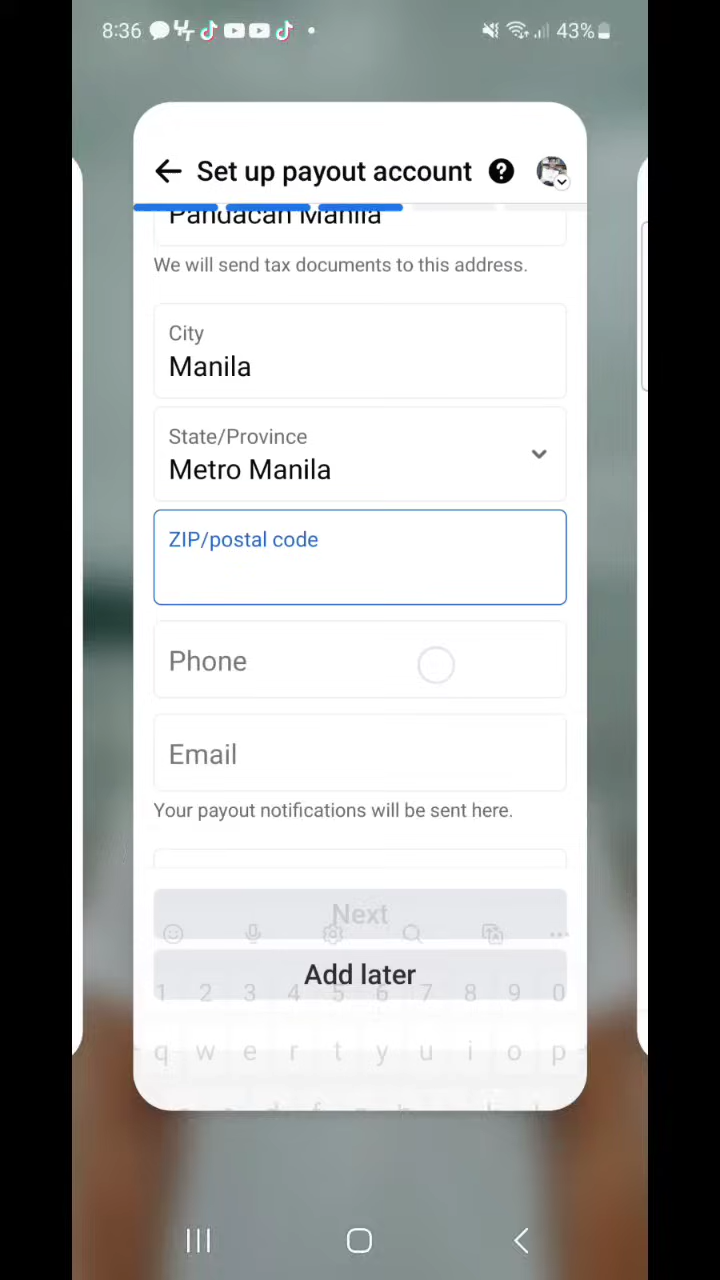 8:36
43%
Set up payout account
Pandacan Manila
We will send tax documents to this address.
City
Manila
State/Province
Metro Manila
ZIP/postal code
Phone
Email
Your payout notifications will be sent here.
Next
Add later
1 2 3 4 5 6 7 8 9 0
q w e r t y u i o p